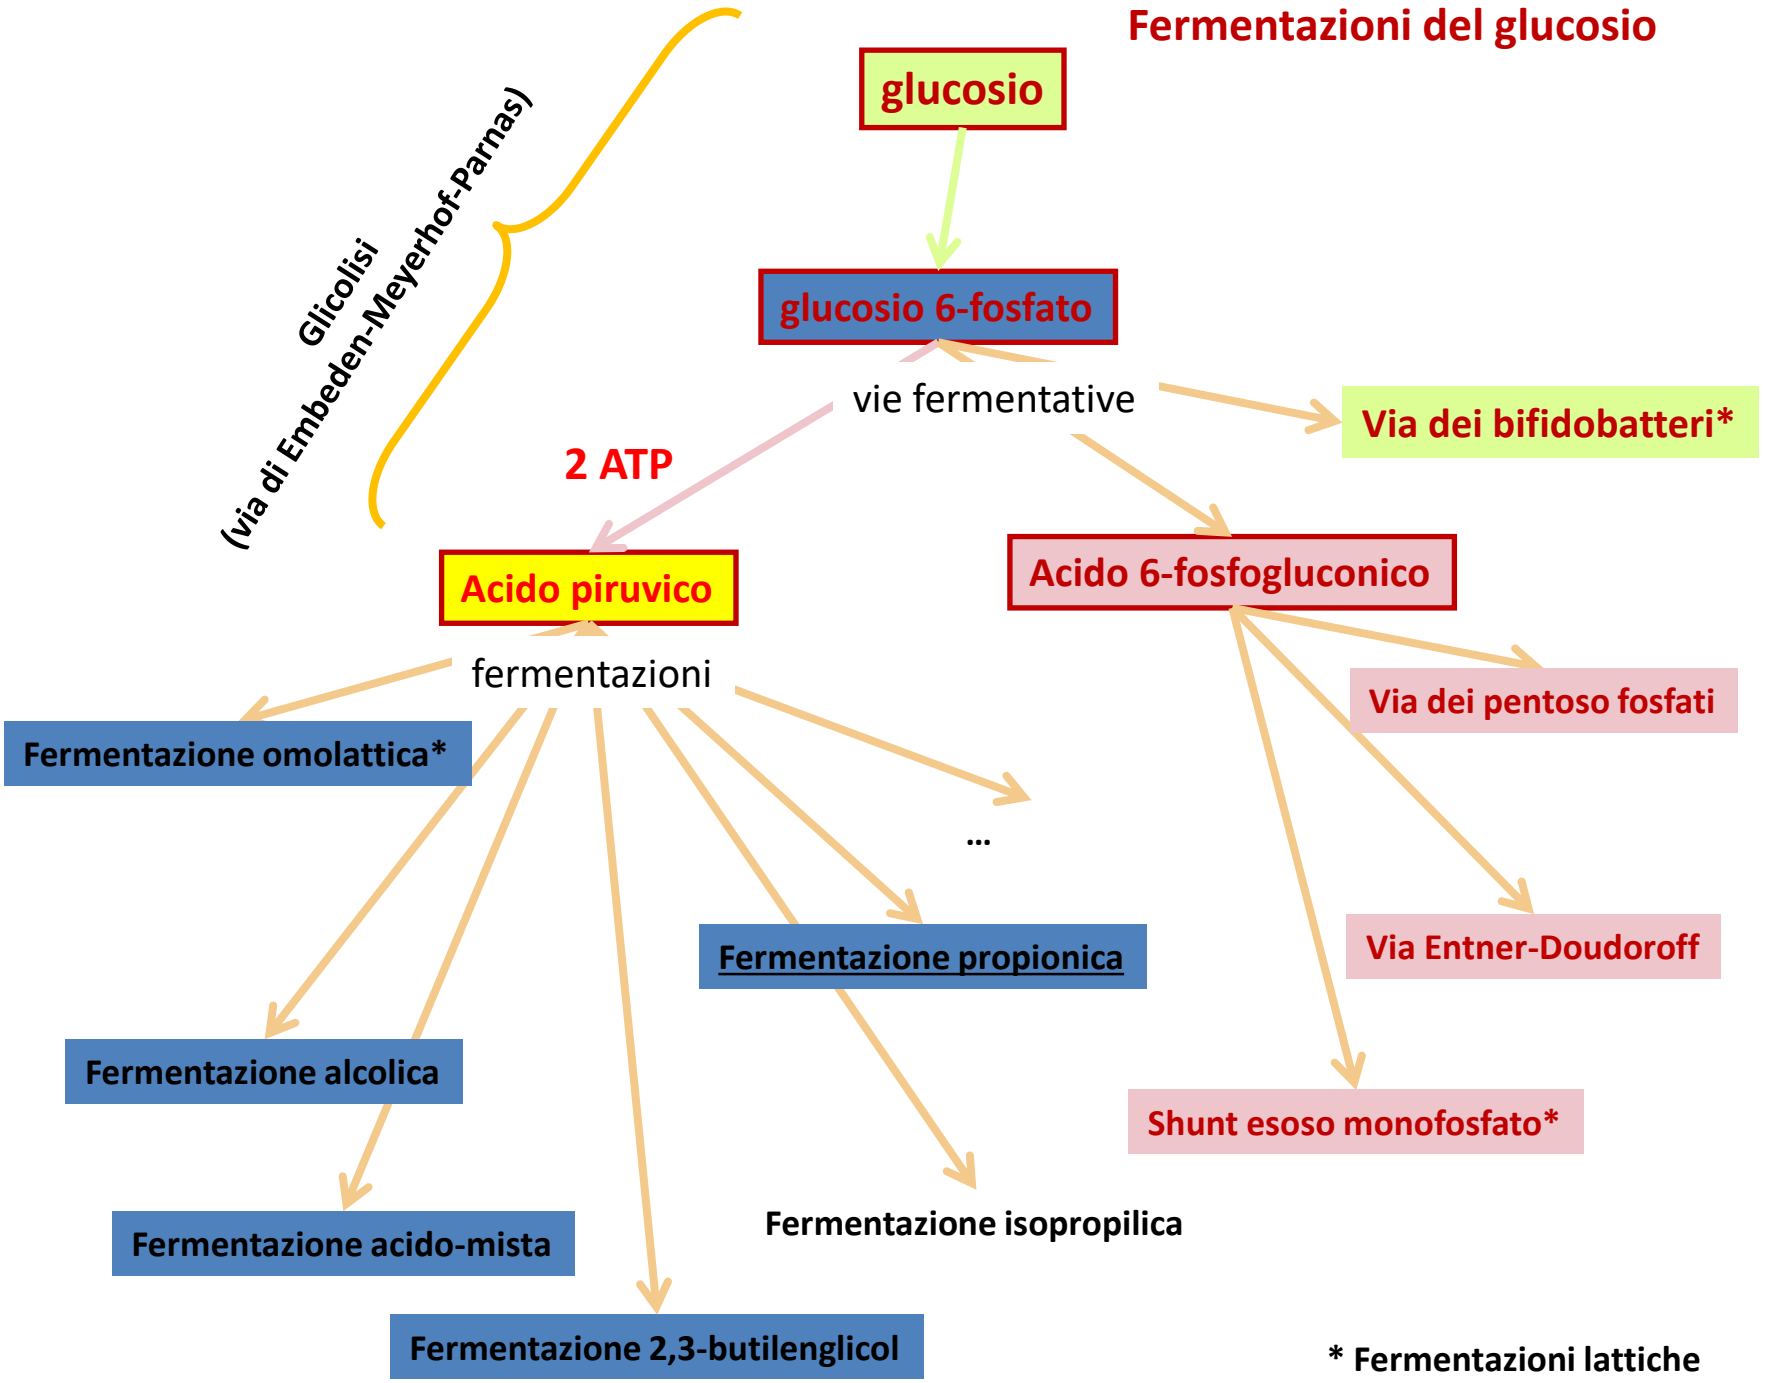 Fermentazioni del glucosio
glucosio
Glicolisi
(via di Embeden-Meyerhof-Parnas)
glucosio 6-fosfato
vie fermentative
Via dei bifidobatteri*
2 ATP
Acido piruvico
Acido 6-fosfogluconico
fermentazioni
Via dei pentoso fosfati
Fermentazione omolattica*
…
Fermentazione propionica
Via Entner-Doudoroff
Fermentazione alcolica
Shunt esoso monofosfato*
Fermentazione isopropilica
Fermentazione acido-mista
Fermentazione 2,3-butilenglicol
* Fermentazioni lattiche